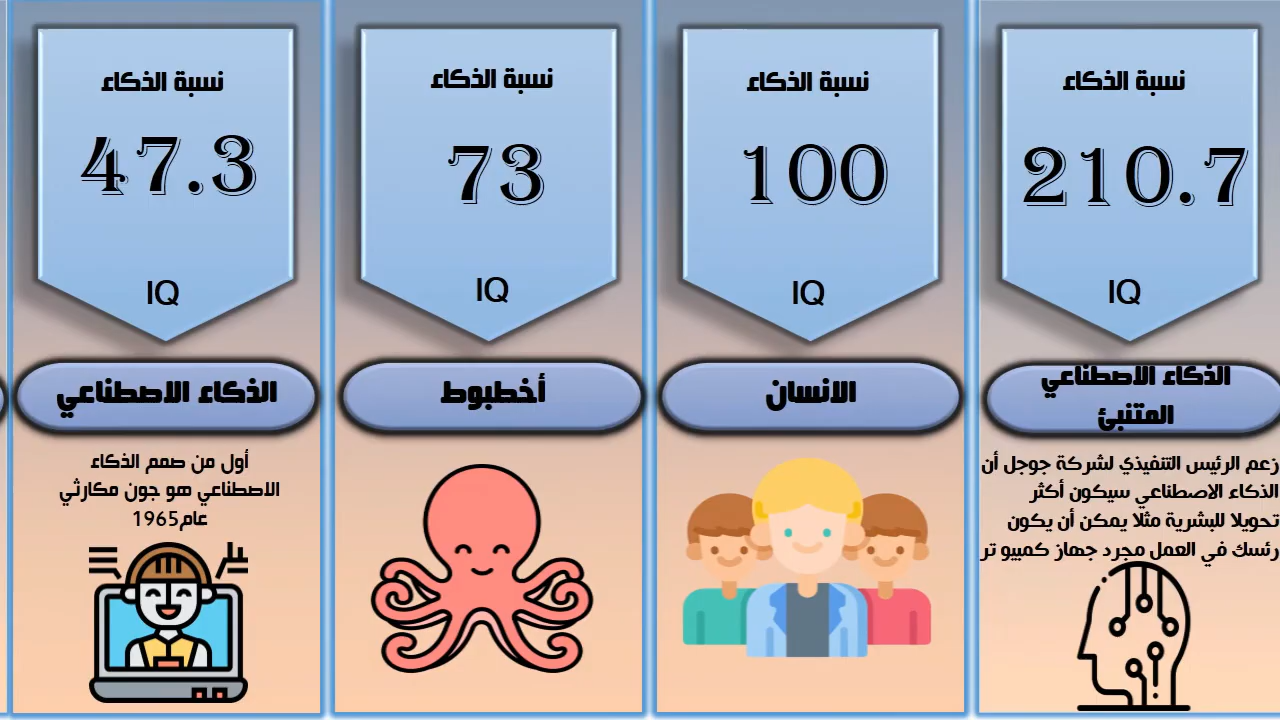 نسبة الذكاء
47.3
IQ
الذكاء الاصطناعي
أول من صمم الذكاء
الاصطناعي هو جون مكارثي
عام1965
نسبة الذكاء
73
IQ
أخطبوط
نسبة الذكاء
100
IQ
الانسان
نسبة الذكاء
210.7
IQ
الذكاء الاصطناعي
المتنبئ
زعم الرئيس التنفيذي لشركة جوجل أن
الذكاء الاصطناعي سيكون أكثر
تحويلا للبشرية مثلا يمكن أن يكون
رئسك في العمل مجرد جهاز كمبيو تر